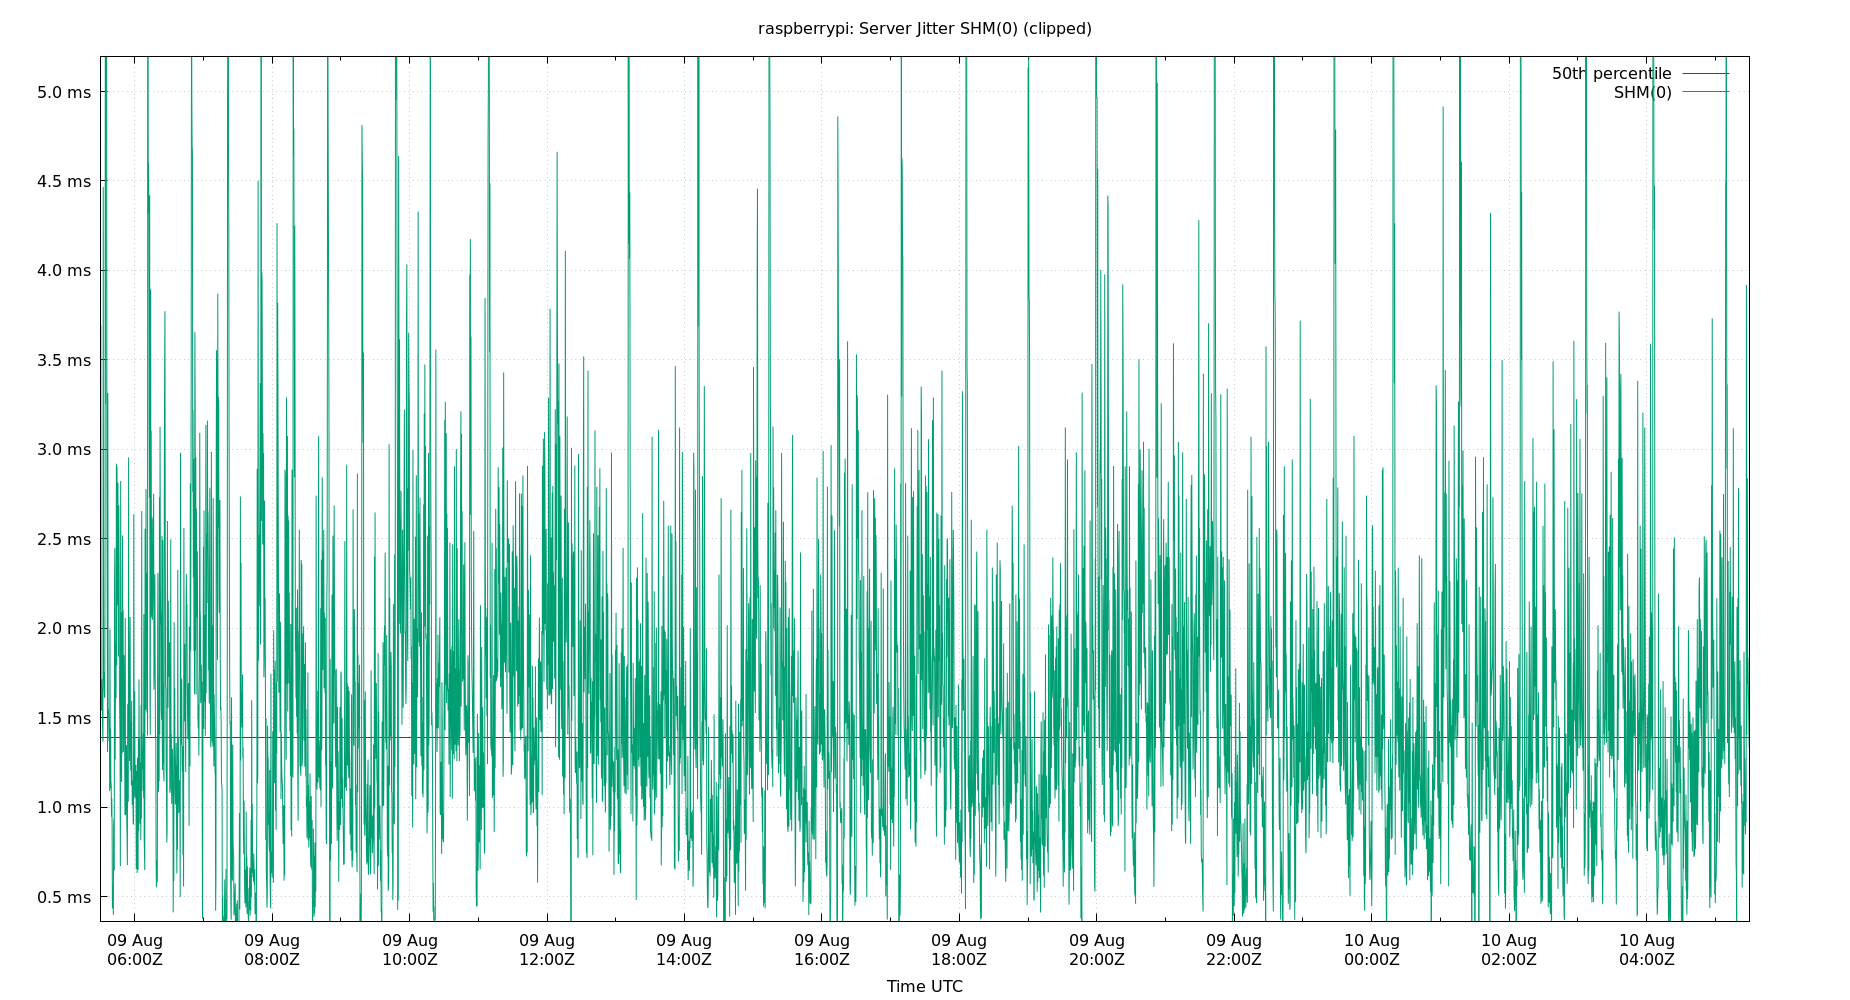 raspberrypi: Server Jitter SHM(0) (clipped)
50th percentile
SHM(0)
5.0 ms
4.5 ms
4.0 ms
3.5 ms
3.0 ms
2.5 ms
2.0 ms
1.5 ms
1.0 ms
0.5 ms
09 Aug 09 Aug 09 Aug 09 Aug 09 Aug 09 Aug 09 Aug 09 Aug 09 Aug 10 Aug 10 Aug 10 Aug
06:00Z 08:00Z 10:00Z 12:00Z 14:00Z 16:00Z 18:00Z 20:00Z 22:00Z 00:00Z 02:00Z 04:00Z
Time UTC